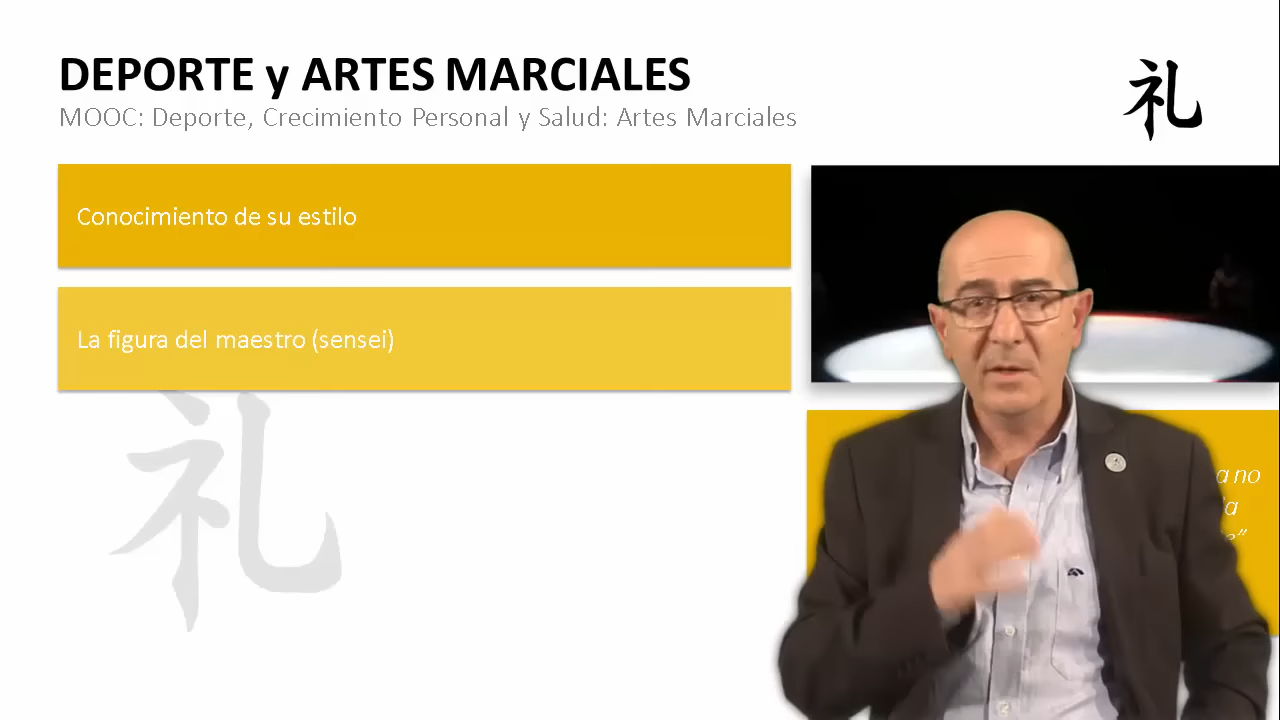 DEPORTE y ARTES MARCIALES
MOOC: Deporte, Crecimiento Personal y Salud: Artes Marciales
礼
Conocimiento de su estilo
La figura del maestro (sensei)
礼
no